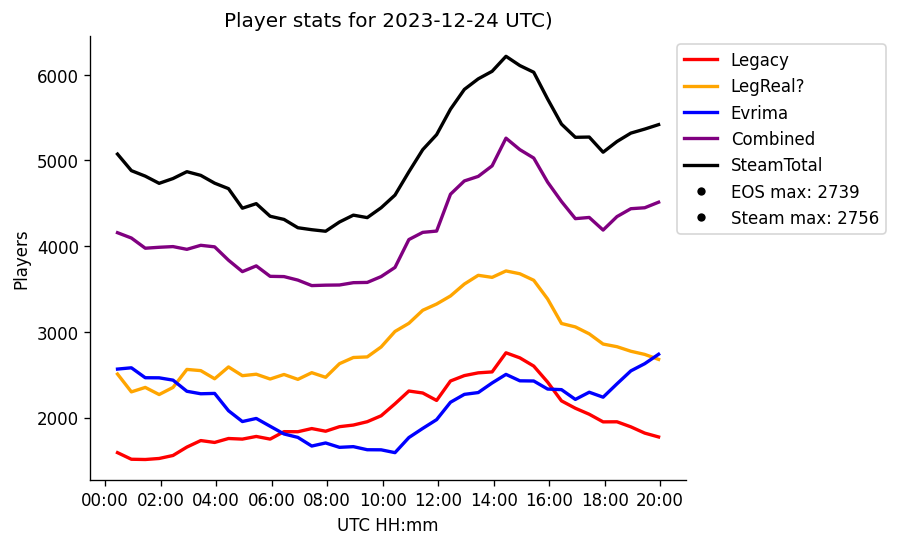 Player stats for 2023-12-24 UTC)
Legacy
LegReal?
Evrima
Combined
SteamTotal
EOS max: 2739
Steam max: 2756
Players
6000
5000
4000
3000
2000
00:00 02:00 04:00 06:00 08:00 10:00 12:00 14:00 16:00 18:00 20:00
UTC HH:mm